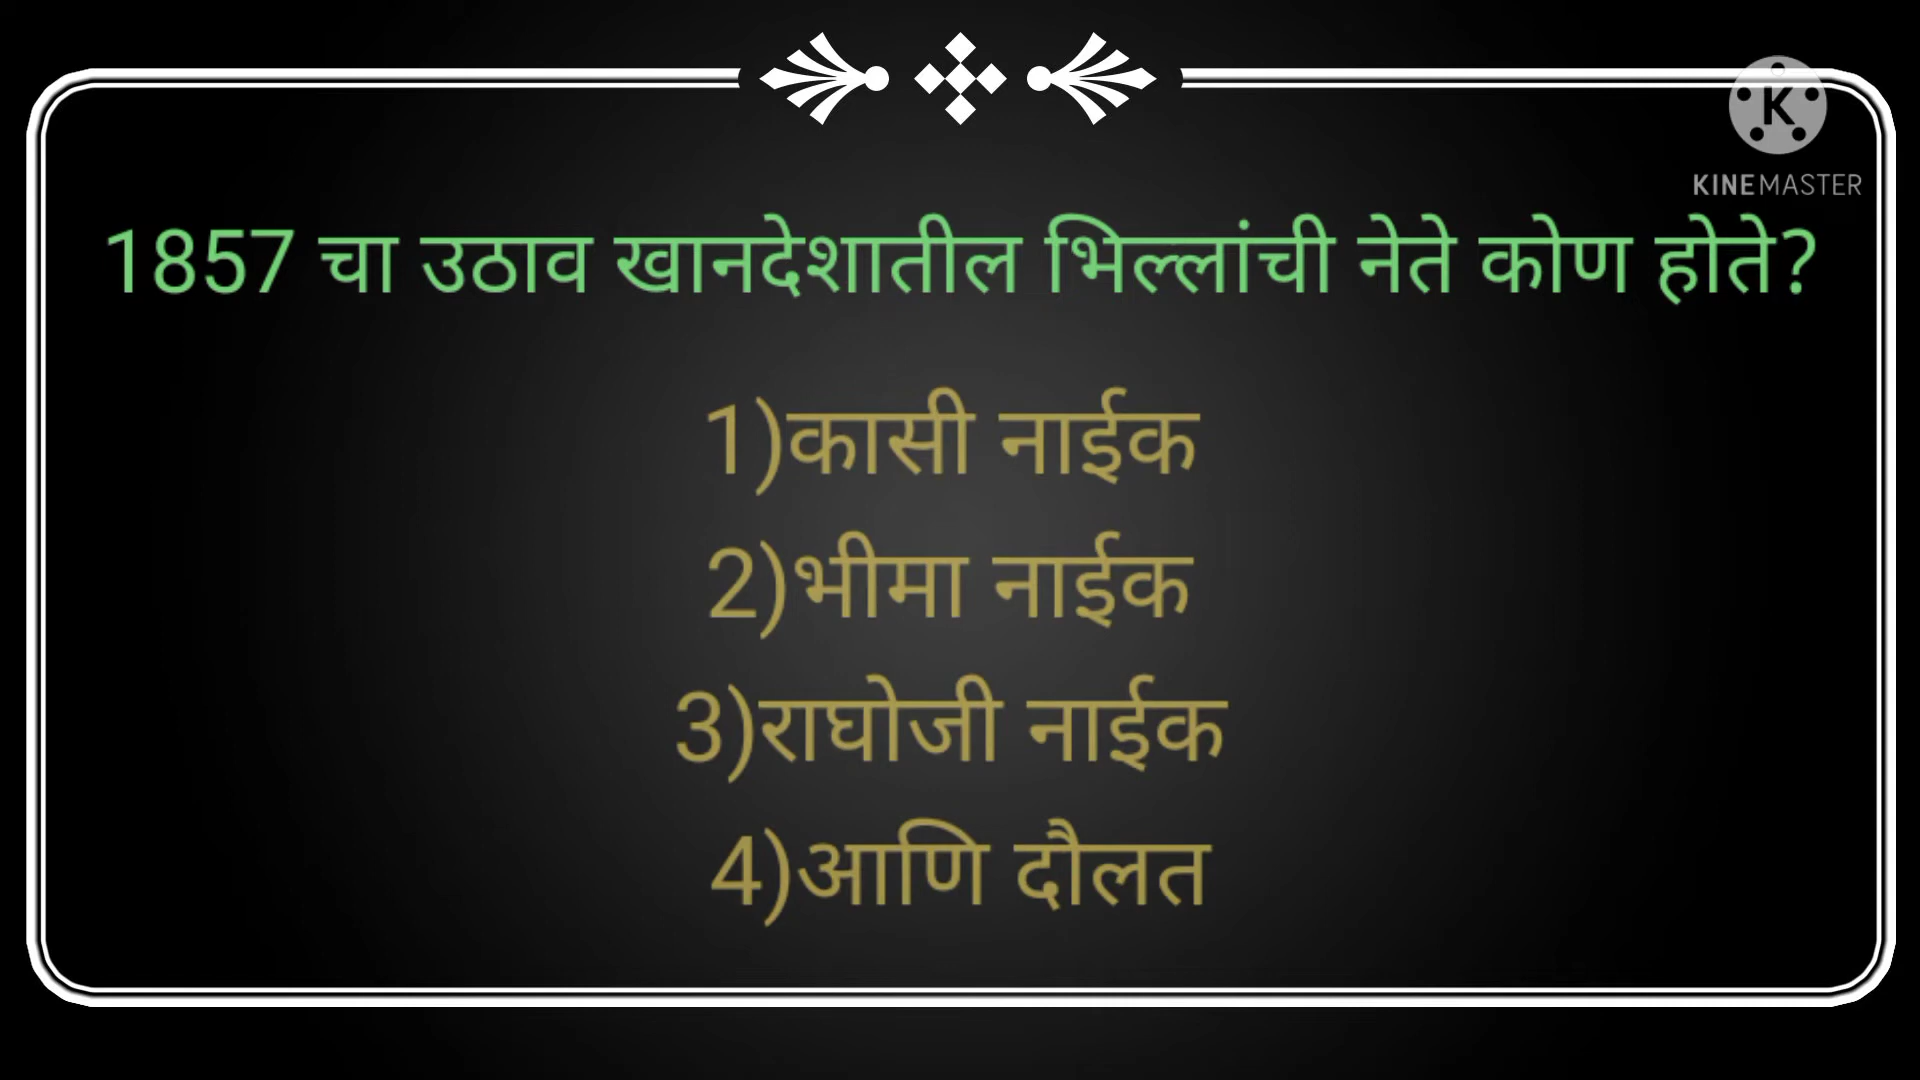 K
KINEMASTER
1857 चा उठाव खानदेशातील भिल्लांची नेते कोण होते?
1)कासी नाईक
2)भीमा नाईक
3)राघोजी नाईक
4)आणि दौलत